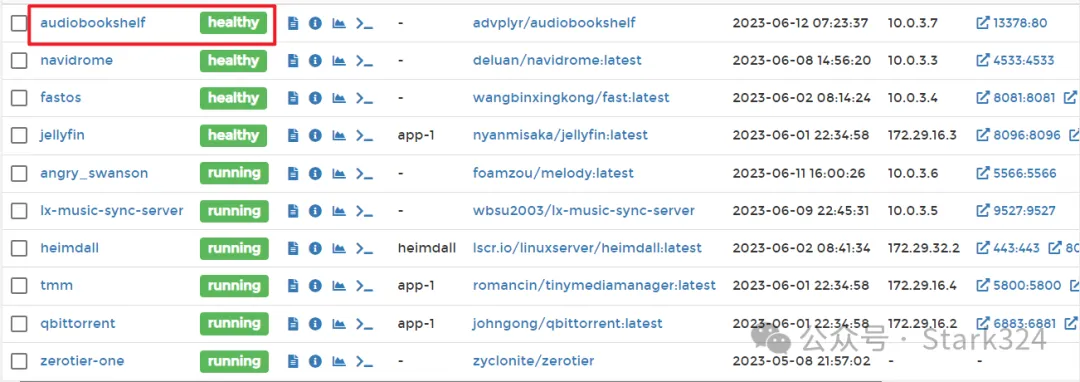 audiobookshelf healthy - advplyr/audiobookshelf 2023-06-12 07:23:37 10.0.3.7 13378:80
navidrome healthy - deluan/navidrome:latest 2023-06-08 14:56:20 10.0.3.3 4533:4533
fastos healthy - wangbinxingkong/fast:latest 2023-06-02 08:14:24 10.0.3.4 8081:8081
jellyfin healthy app-1 nyanmisaka/jellyfin:latest 2023-06-01 22:34:58 172.29.16.3 8096:8096
angry_swanson running - foamzou/melody:latest 2023-06-11 16:00:26 10.0.3.6 5566:5566
lx-music-sync-server running - wbsu2003/lx-music-sync-server 2023-06-09 22:45:31 10.0.3.5 9527:9527
heimdall running heimdall lscr.io/linuxserver/heimdall:latest 2023-06-02 08:41:34 172.29.32.2 443:443 80
tmm running app-1 romancin/tinymediamanager:latest 2023-06-01 22:34:58 172.29.16.4 5800:5800
qbittorrent running app-1 johngong/qbittorrent:latest 2023-06-01 22:34:58 172.29.16.2 6883:6881
公众号 · Stark324
zerotier-one running - zyclonite/zerotier 2023-05-08 21:57:02 - -